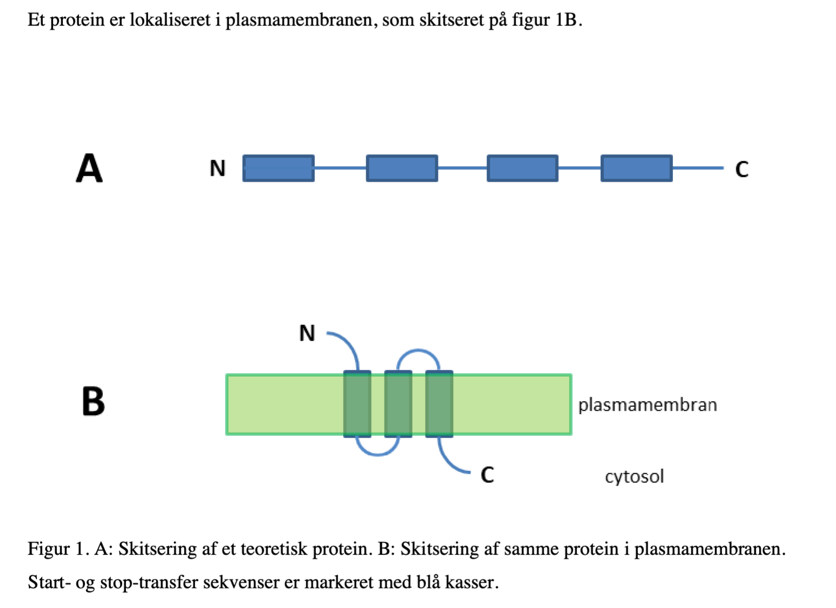 Et protein er lokaliseret i plasmamembranen, som skitseret på figur 1B.
A
N
C
N
B
plasmamembran
C
cytosol
Figur 1. A: Skitsering af et teoretisk protein. B: Skitsering af samme protein i plasmamembranen.
Start- og stop-transfer sekvenser er markeret med blå kasser.